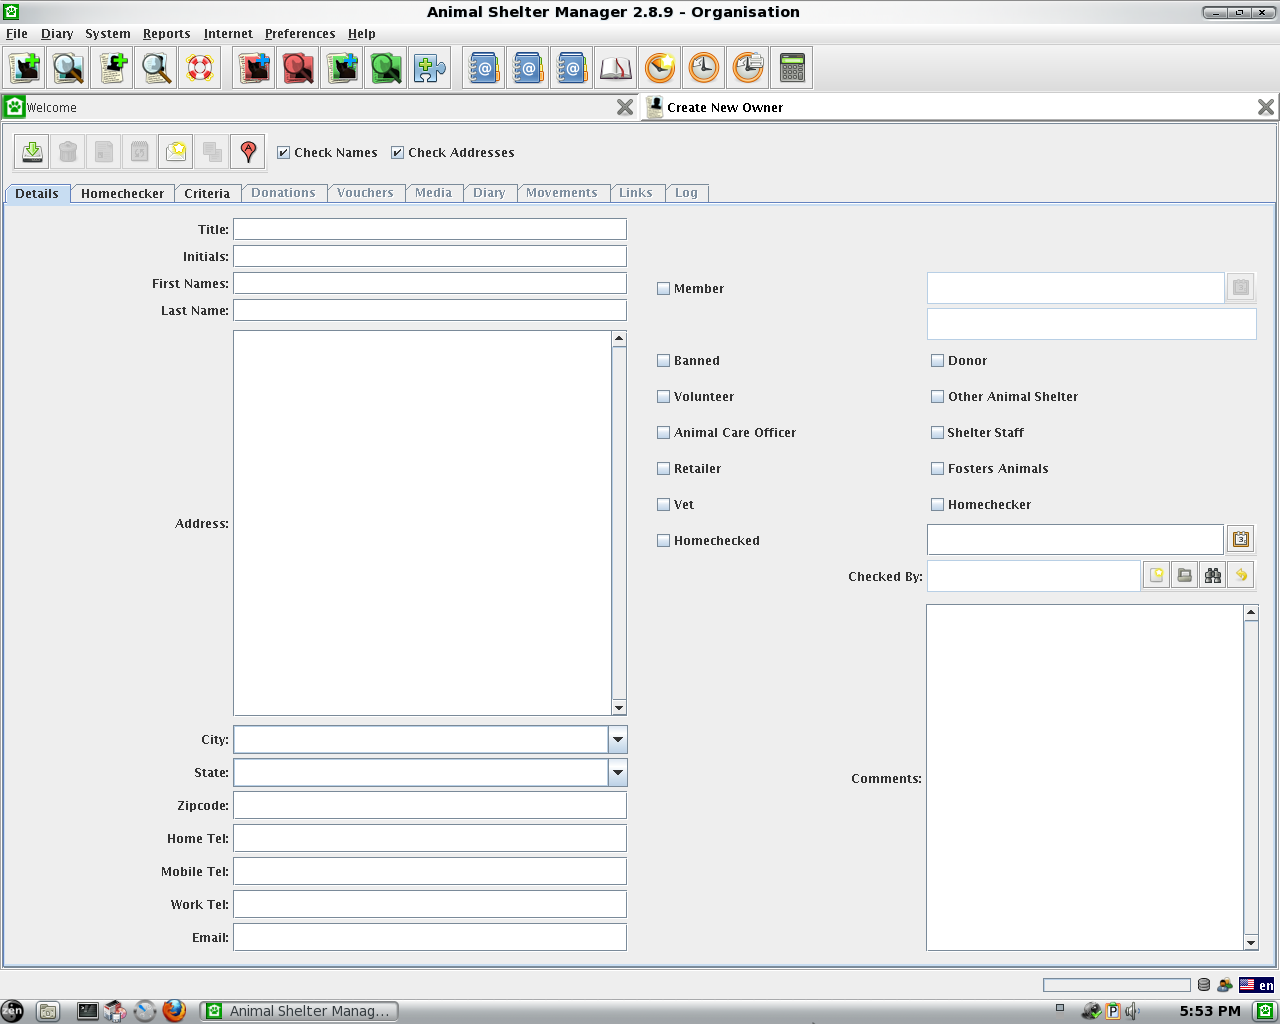 Animal Shelter Manager 2.8.9 - Organisation
File Diary System Reports Internet Preferences Help
Welcome
Create New Owner
Check Names Check Addresses
Details Homechecker Criteria Donations Vouchers Media Diary Movements Links Log
Title:
Initials:
First Names:
Last Name:
Address:
City:
State:
Zipcode:
Home Tel:
Mobile Tel:
Work Tel:
Email:
Member
Banned Donor
Volunteer Other Animal Shelter
Animal Care Officer Shelter Staff
Retailer Fosters Animals
Vet Homechecker
Homechecked
Checked By:
Comments:
en
zen
Animal Shelter Manag...
5:53 PM